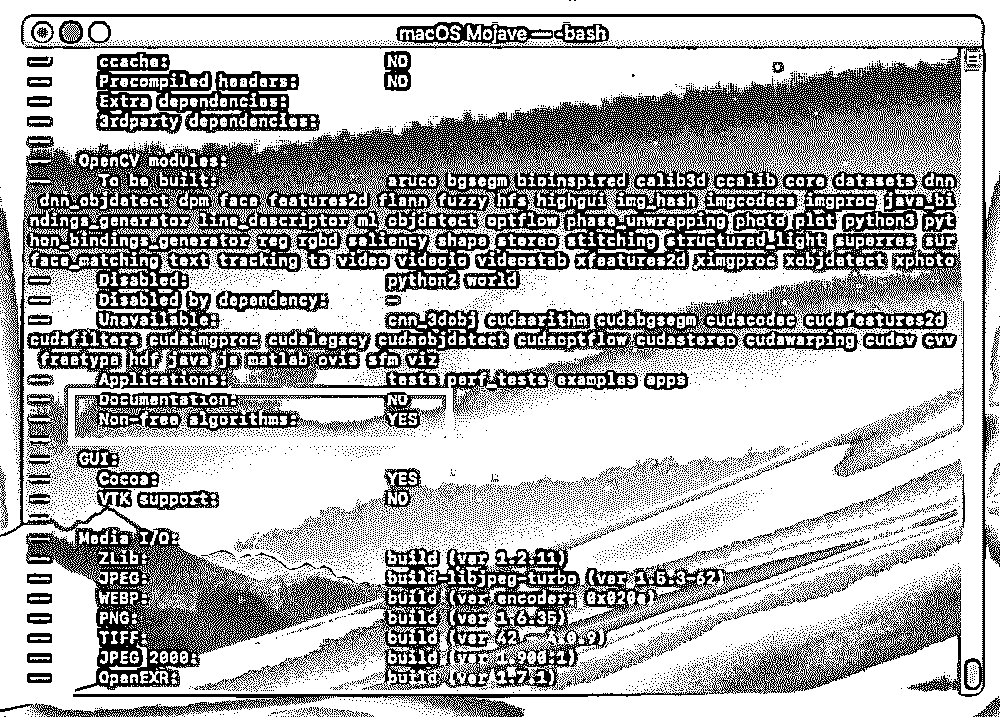 macOS Mojave — -bash
ccache: NO
Precompiled headers: NO
Extra dependencies:
3rdparty dependencies:
OpenCV modules:
To be built: aruco bgsegm bioinspired calib3d ccalib core datasets dnn
dnn_objdetect dpm face features2d flann fuzzy hfs highgui img_hash imgcodecs imgproc java_bi
ndings_generator line_descriptor ml objdetect optflow phase_unwrapping photo plot python3 pyt
hon_bindings_generator reg rgbd saliency shape stereo stitching structured_light superres sur
face_matching text tracking ts video videoio videostab xfeatures2d ximgproc xobjdetect xphoto
Disabled: python2 world
Disabled by dependency: -
Unavailable: cnn_3dobj cudaarithm cudabgsegm cudacodec cudafeatures2d
cudafilters cudaimgproc cudalegacy cudaobjdetect cudaoptflow cudastereo cudawarping cudev cvv
freetype hdf java js matlab ovis sfm viz
Applications: tests perf_tests examples apps
Documentation: NO
Non-free algorithms: YES
GUI:
Cocoa: YES
VTK support: NO
Media I/O:
ZLib: build (ver 1.2.11)
JPEG: build-libjpeg-turbo (ver 1.5.3-62)
WEBP: build (ver encoder: 0x020e)
PNG: build (ver 1.6.35)
TIFF: build (ver 42 - 4.0.9)
JPEG 2000: build (ver 1.900.1)
OpenEXR: build (ver 1.7.1)